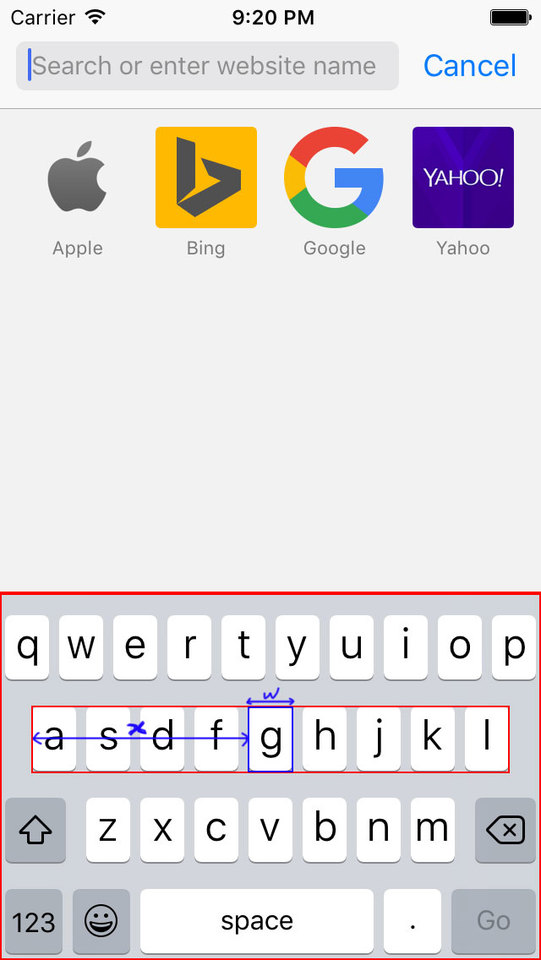 Carrier 9:20 PM
Search or enter website name Cancel
YAHOO!
Apple Bing Google Yahoo
q w e r t y u i o p
w
a s x d f g h j k l
z x c v b n m
123 space . Go